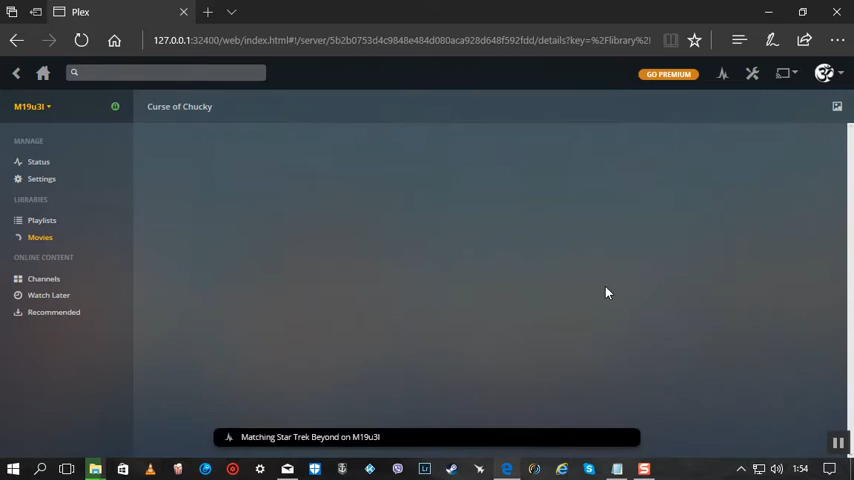 Plex
127.0.0.1:32400/web/index.html#!/server/5b2b0753d4c9848e484d080aca928d648f592fdd/details?key=%2Flibrary%2I
GO PREMIUM
M19u3l
Curse of Chucky
MANAGE
Status
Settings
LIBRARIES
Playlists
Movies
ONLINE CONTENT
Channels
Watch Later
Recommended
Matching Star Trek Beyond on M19u3l
1:54